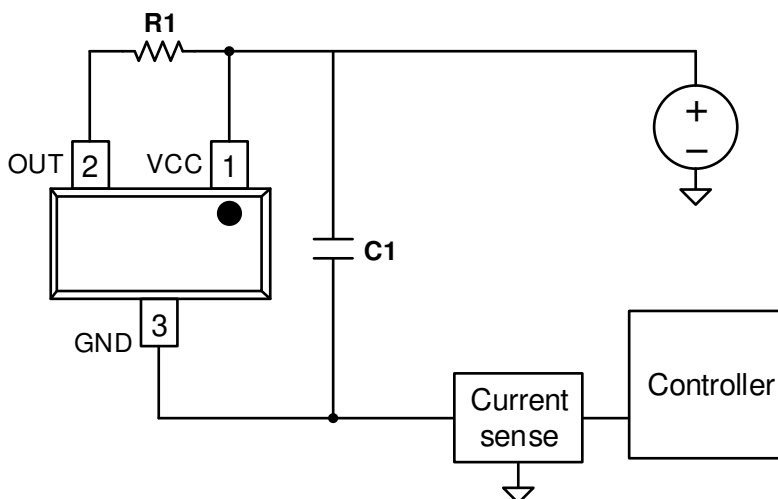 R1
+
−
OUT
2
VCC
1
C1
GND
3
Current
sense
Controller